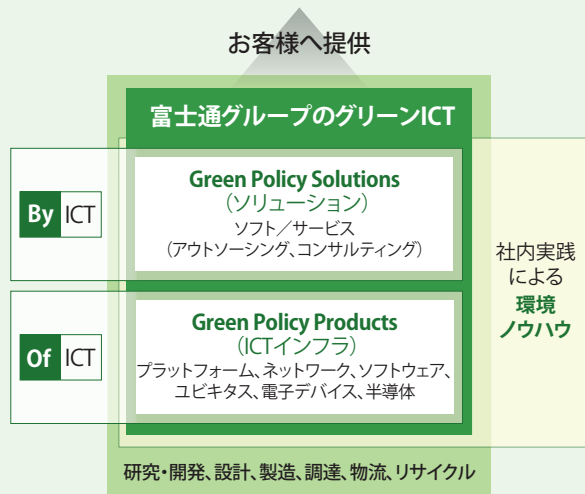 お客様へ提供
富士通グループのグリーンICT
By ICT
Green Policy Solutions
（ソリューション）
ソフト／サービス
（アウトソーシング、コンサルティング）
Of ICT
Green Policy Products
（ICTインフラ）
プラットフォーム、ネットワーク、ソフトウェア、
ユビキタス、電子デバイス、半導体
社内実践
による
環境
ノウハウ
研究・開発、設計、製造、調達、物流、リサイクル